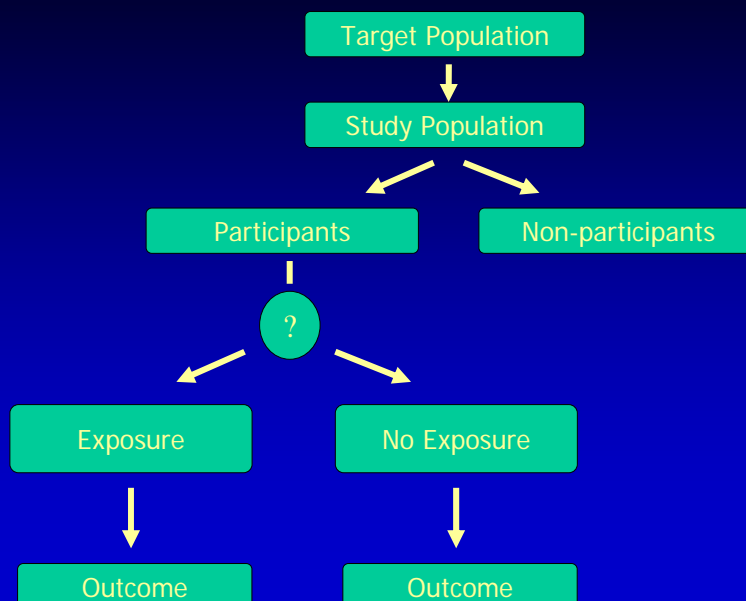 Target Population
Study Population
Participants
Non-participants
?
Exposure
No Exposure
Outcome
Outcome